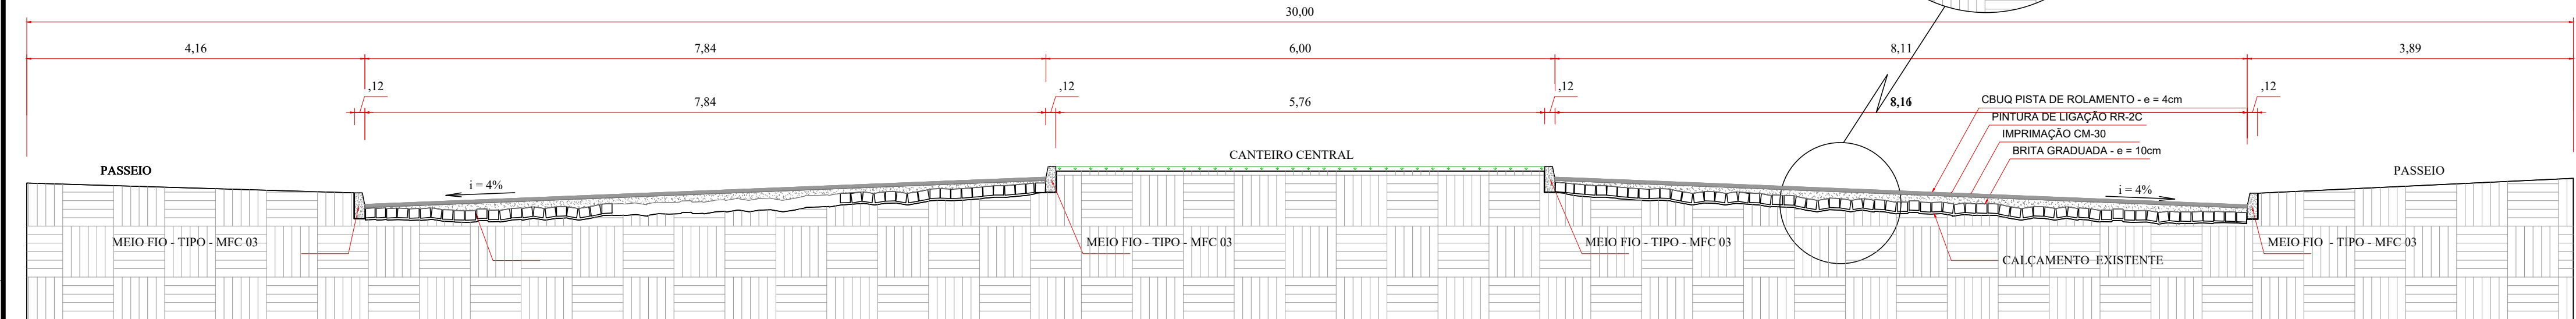 30,00
4,16
7,84
6,00
8,11
3,89
,12
7,84
,12
5,76
,12
,12
CBUQ PISTA DE ROLAMENTO - e = 4cm
PINTURA DE LIGAÇÃO RR-2C
IMPRIMAÇÃO CM-30
BRITA GRADUADA - e = 10cm
CANTEIRO CENTRAL
PASSEIO
PASSEIO
i = 4%
i = 4%
MEIO FIO - TIPO - MFC 03
MEIO FIO - TIPO - MFC 03
MEIO FIO - TIPO - MFC 03
MEIO FIO - TIPO - MFC 03
CALÇAMENTO EXISTENTE